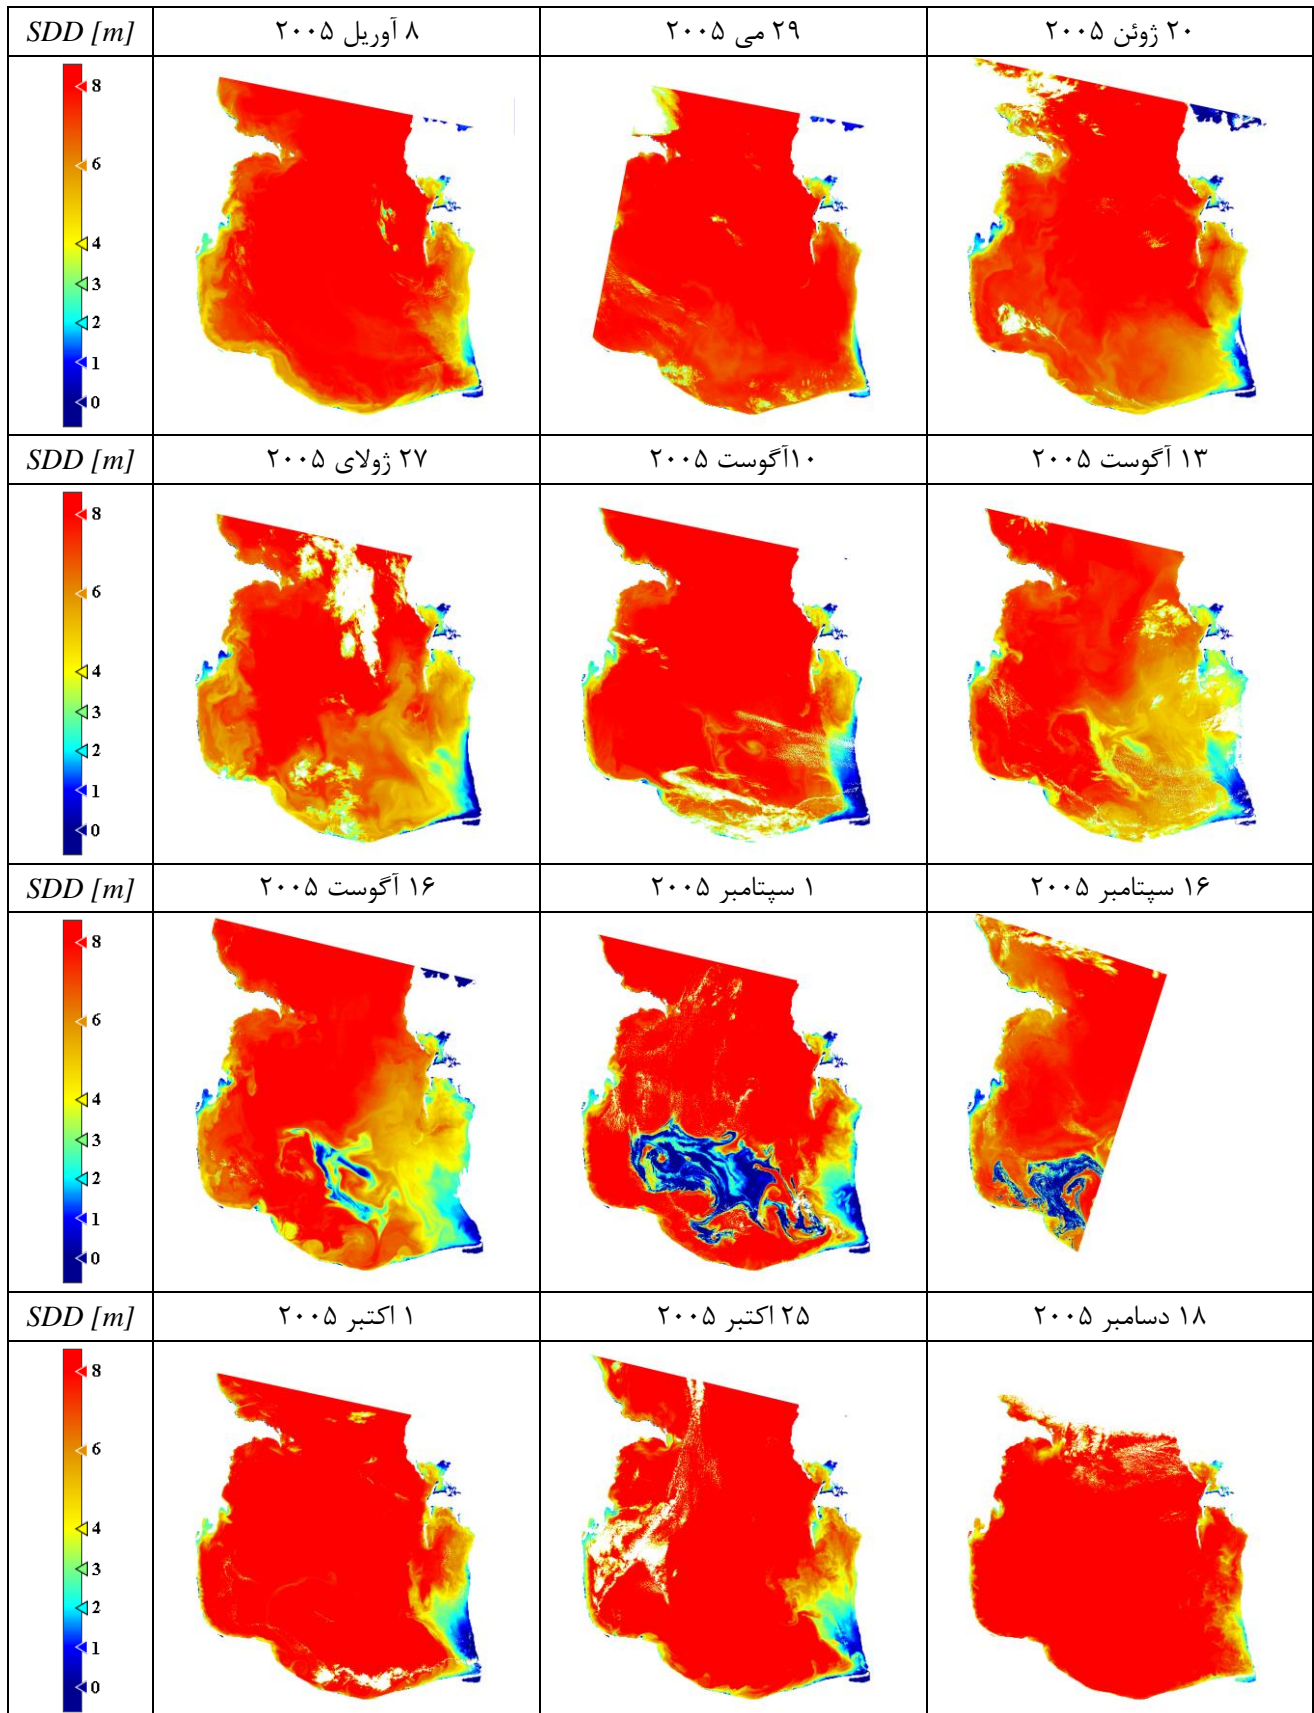 SDD [m]
۸ آوریل ۲۰۰۵
۲۹ می ۲۰۰۵
۲۰ ژوئن ۲۰۰۵
8
6
4
3
2
1
0
SDD [m]
۲۷ ژولای ۲۰۰۵
۱۰آگوست ۲۰۰۵
۱۳ آگوست ۲۰۰۵
8
6
4
3
2
1
0
SDD [m]
۱۶ آگوست ۲۰۰۵
۱ سپتامبر ۲۰۰۵
۱۶ سپتامبر ۲۰۰۵
8
6
4
3
2
1
0
SDD [m]
۱ اکتبر ۲۰۰۵
۲۵ اکتبر ۲۰۰۵
۱۸ دسامبر ۲۰۰۵
8
6
4
3
2
1
0